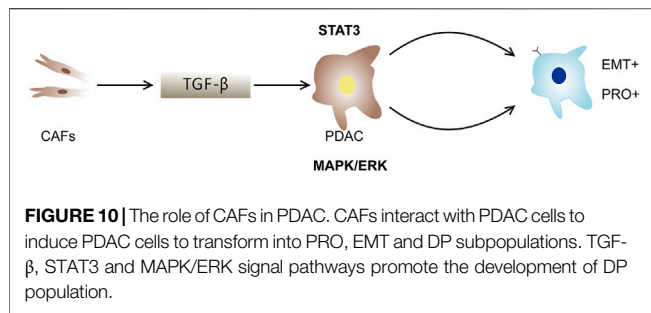 STAT3
EMT+
TGF-β
PRO+
CAFs
PDAC
MAPK/ERK
FIGURE 10 | The role of CAFs in PDAC. CAFs interact with PDAC cells to
induce PDAC cells to transform into PRO, EMT and DP subpopulations. TGF-
β, STAT3 and MAPK/ERK signal pathways promote the development of DP
population.